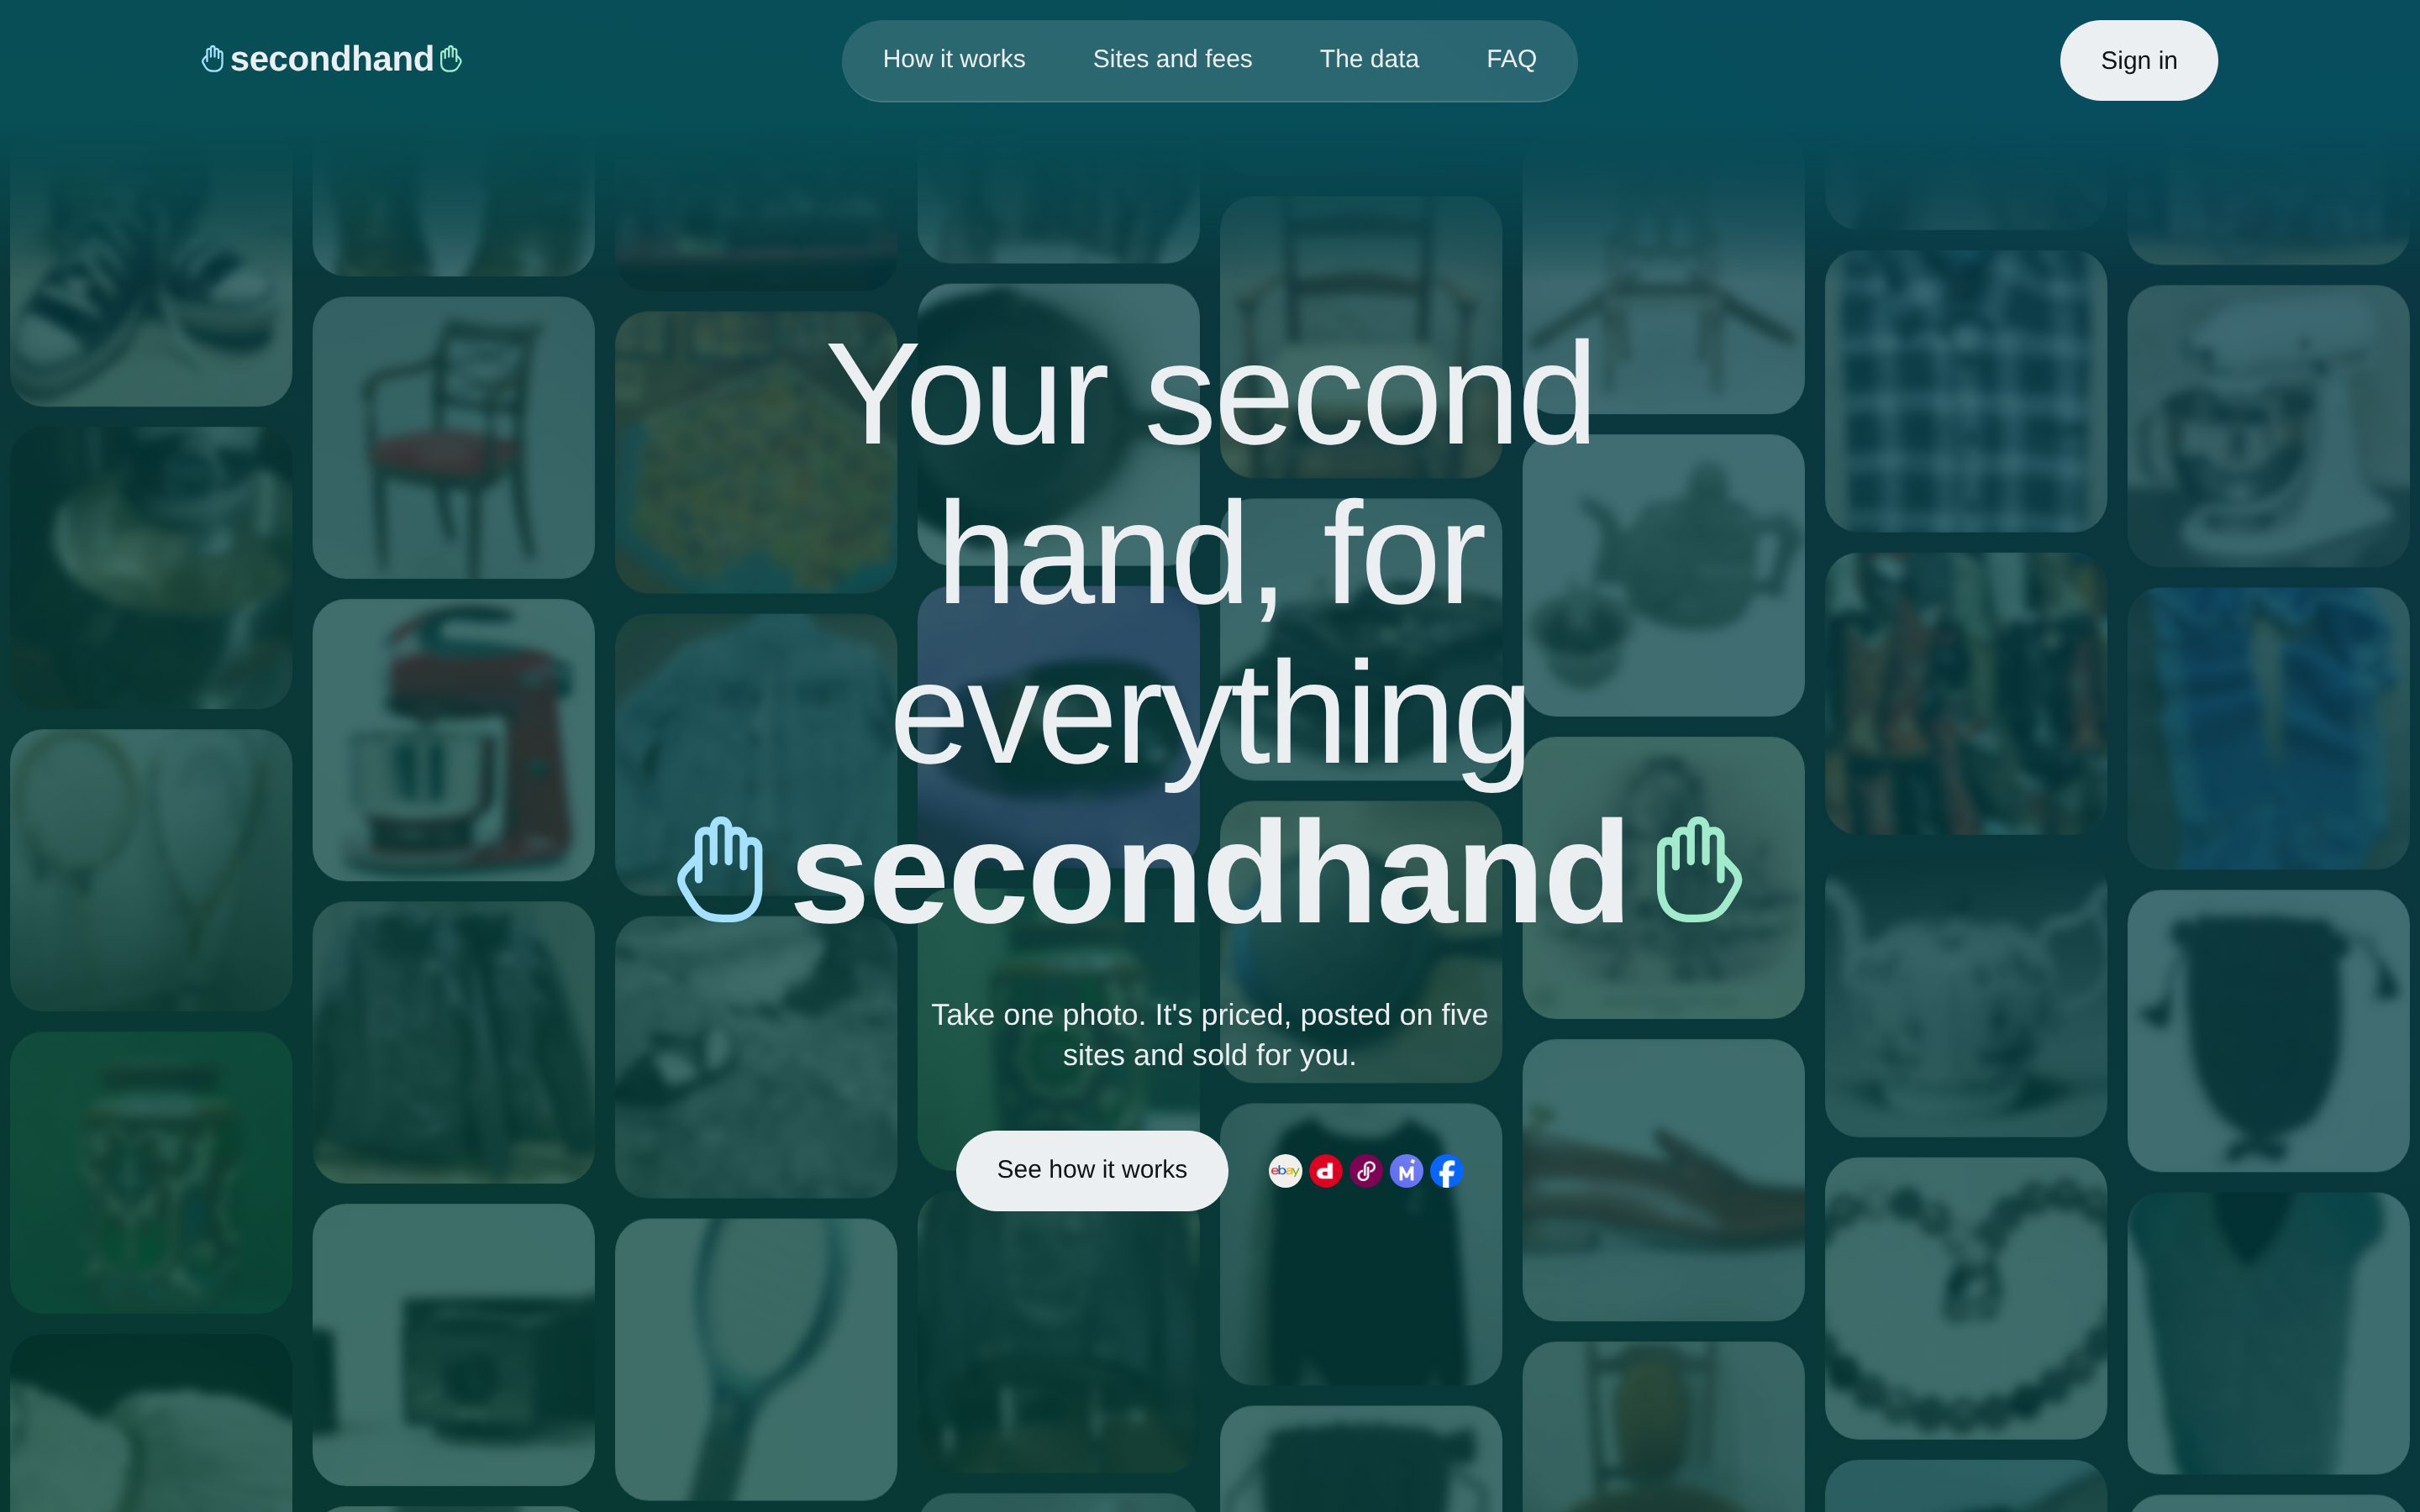 secondhand
How it works
Sites and fees
The data
FAQ
Sign in
Your second
hand, for
everything
secondhand
Take one photo. It's priced, posted on five
sites and sold for you.
See how it works
ebay